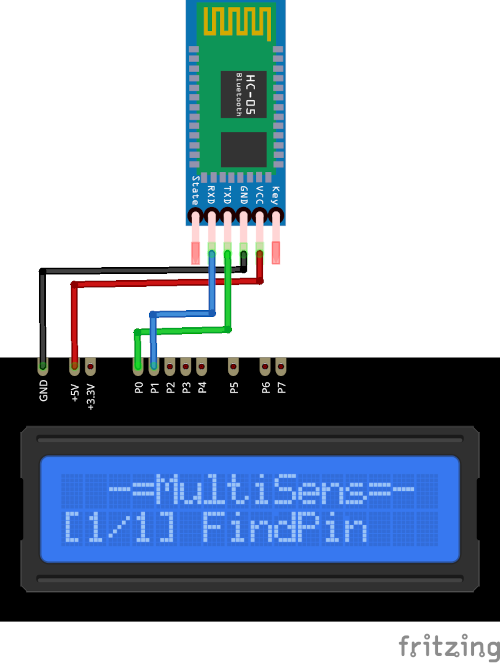 HC-05
Bluetooth
State
RXD
TXD
GND
VCC
Key
GND
+5V
+3.3V
P0
P1
P2
P3
P4
P5
P6
P7
-=MultiSens=-
[1/1] FindPin
fritzing